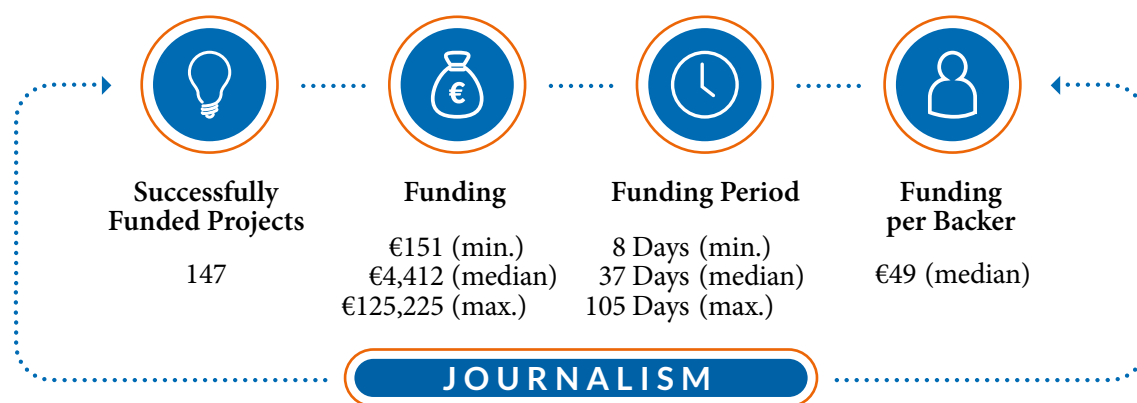 €
Successfully
Funded Projects
147
Funding
€151 (min.)
€4,412 (median)
€125,225 (max.)
Funding Period
8 Days (min.)
37 Days (median)
105 Days (max.)
Funding
per Backer
€49 (median)
JOURNALISM